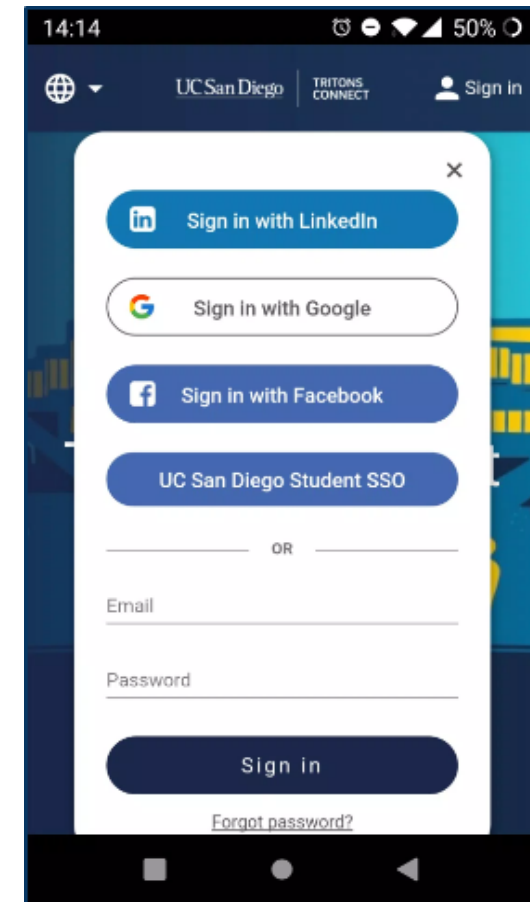 14:14 50%
UC San Diego TRITONS CONNECT Sign in
Sign in with LinkedIn
Sign in with Google
Sign in with Facebook
UC San Diego Student SSO
OR
Email
Password
Sign in
Forgot password?